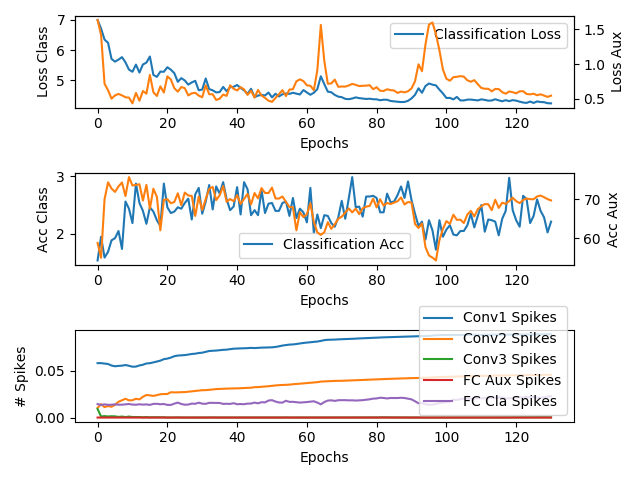 7
6
5
Loss Class
Classification Loss
1.5
1.0
0.5
Loss Aux
0 20 40 60 80 100 120
Epochs
3
2
Acc Class
Classification Acc
70
60
Acc Aux
0 20 40 60 80 100 120
Epochs
Conv1 Spikes
Conv2 Spikes
Conv3 Spikes
FC Aux Spikes
FC Cla Spikes
0.05
0.00
# Spikes
0 20 40 60 80 100 120
Epochs